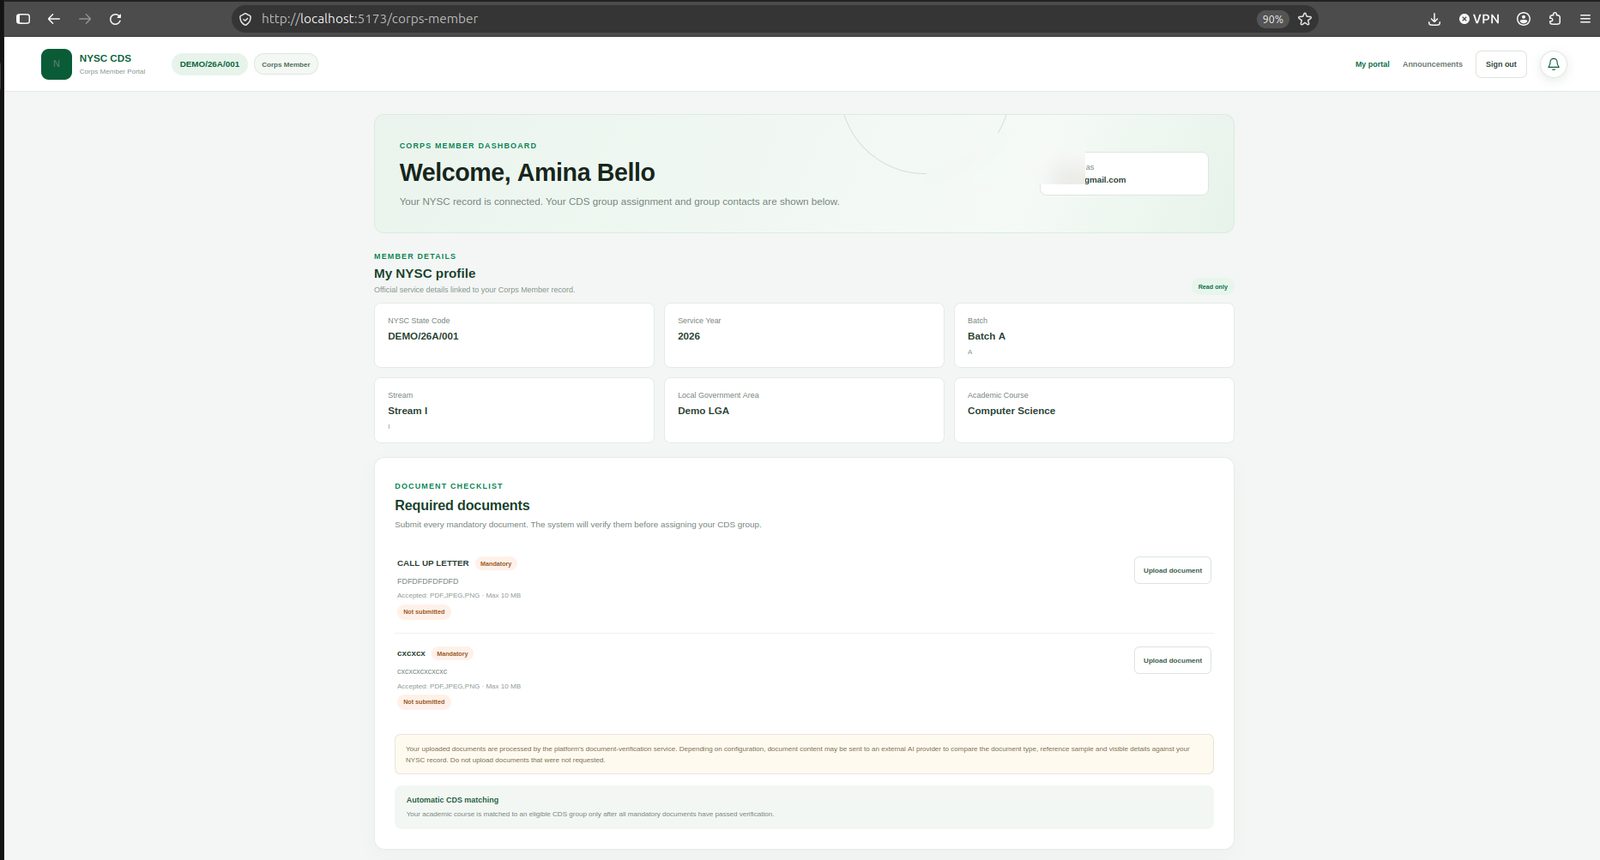 http://localhost:5173/corps-member
90%
VPN
N
NYSC CDS
Corps Member Portal
DEMO/26A/001
Corps Member
My portal
Announcements
Sign out
CORPS MEMBER DASHBOARD
Welcome, Amina Bello
Your NYSC record is connected. Your CDS group assignment and group contacts are shown below.
as
gmail.com
MEMBER DETAILS
My NYSC profile
Official service details linked to your Corps Member record.
Read only
NYSC State Code
DEMO/26A/001
Service Year
2026
Batch
Batch A
A
Stream
Stream I
I
Local Government Area
Demo LGA
Academic Course
Computer Science
DOCUMENT CHECKLIST
Required documents
Submit every mandatory document. The system will verify them before assigning your CDS group.
CALL UP LETTER Mandatory
FDFDFDFDFDFD
Accepted: PDF,JPEG,PNG · Max 10 MB
Not submitted
Upload document
cxcxcx Mandatory
cxcxcxcxcxcxc
Accepted: PDF,JPEG,PNG · Max 10 MB
Not submitted
Upload document
Your uploaded documents are processed by the platform's document-verification service. Depending on configuration, document content may be sent to an external AI provider to compare the document type, reference sample and visible details against your
NYSC record. Do not upload documents that were not requested.
Automatic CDS matching
Your academic course is matched to an eligible CDS group only after all mandatory documents have passed verification.